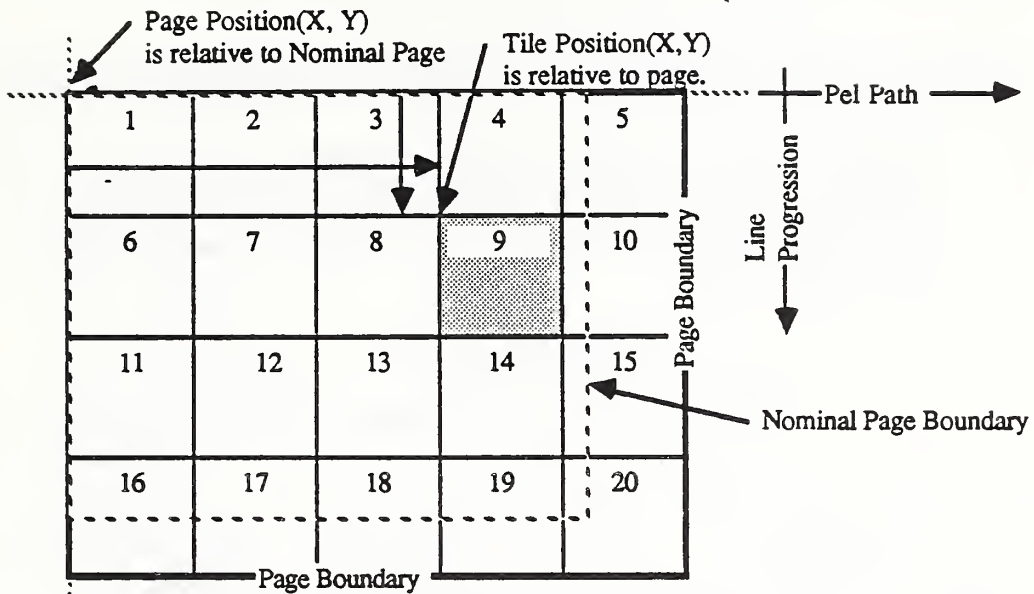 Page Position(X, Y)
is relative to Nominal Page
Tile Position(X,Y)
is relative to page.
Pel Path
1 2 3 4 5
Line
Progression
6 7 8 9 10
Page Boundary
11 12 13 14 15
Nominal Page Boundary
16 17 18 19 20
Page Boundary